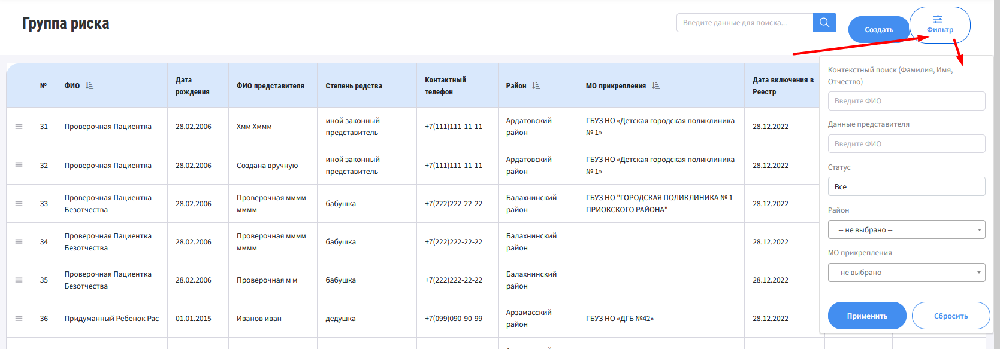 Группа риска
Введите данные для поиска...
Создать
Фильтр
№
ФИО
Дата
рождения
ФИО представителя
Степень родства
Контактный
телефон
Район
МО прикрепления
Дата включения в
Реестр
31
Проверочная Пациентка
28.02.2006
Хмм Хммм
иной законный
представитель
+7(111)111-11-11
Ардатовский
район
ГБУЗ НО «Детская городская поликлиника
№ 1»
28.12.2022
32
Проверочная Пациентка
28.02.2006
Создана вручную
иной законный
представитель
+7(111)111-11-11
Ардатовский
район
ГБУЗ НО «Детская городская поликлиника
№ 1»
28.12.2022
33
Проверочная Пациентка
Безотчества
28.02.2006
Проверочная мммм
мммм
бабушка
+7(222)222-22-22
Балахнинский
район
ГБУЗ НО "ГОРОДСКАЯ ПОЛИКЛИНИКА № 1
ПРИОКСКОГО РАЙОНА"
28.12.2022
34
Проверочная Пациентка
Безотчества
28.02.2006
Проверочная мммм
мммм
бабушка
+7(222)222-22-22
Балахнинский
район
28.12.2022
35
Проверочная Пациентка
Безотчества
28.02.2006
Проверочная м м
бабушка
+7(222)222-22-22
Балахнинский
район
28.12.2022
36
Придуманный Ребенок Рас
01.01.2015
Иванов иван
дедушка
+7(099)090-90-99
Арзамасский
район
ГБУЗ НО «ДГБ №42»
28.12.2022
Контекстный поиск (Фамилия, Имя,
Отчество)
Введите ФИО
Данные представителя
Введите ФИО
Статус
Все
Район
-- не выбрано --
МО прикрепления
-- не выбрано --
Применить
Сбросить